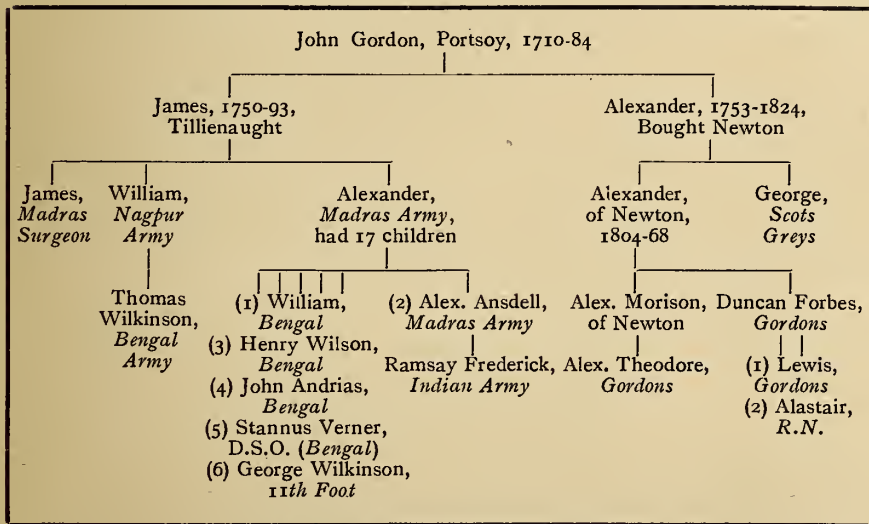 John Gordon, Portsoy, 1710-84
James, 1750-93,
Tillienaught
Alexander, 1753-1824,
Bought Newton
James,
Madras
Surgeon
William,
Nagpur
Army
Alexander,
Madras Army,
had 17 children
Alexander,
of Newton,
1804-68
George,
Scots
Greys
Thomas
Wilkinson,
Bengal
Army
(1) William,
Bengal
(3) Henry Wilson,
Bengal
(4) John Andrias,
Bengal
(5) Stannus Verner,
D.S.O. (Bengal)
(6) George Wilkinson,
11th Foot
(2) Alex. Ansdell,
Madras Army
Ramsay Frederick,
Indian Army
Alex. Morison,
of Newton
Alex. Theodore,
Gordons
Duncan Forbes,
Gordons
(1) Lewis,
Gordons
(2) Alastair,
R.N.